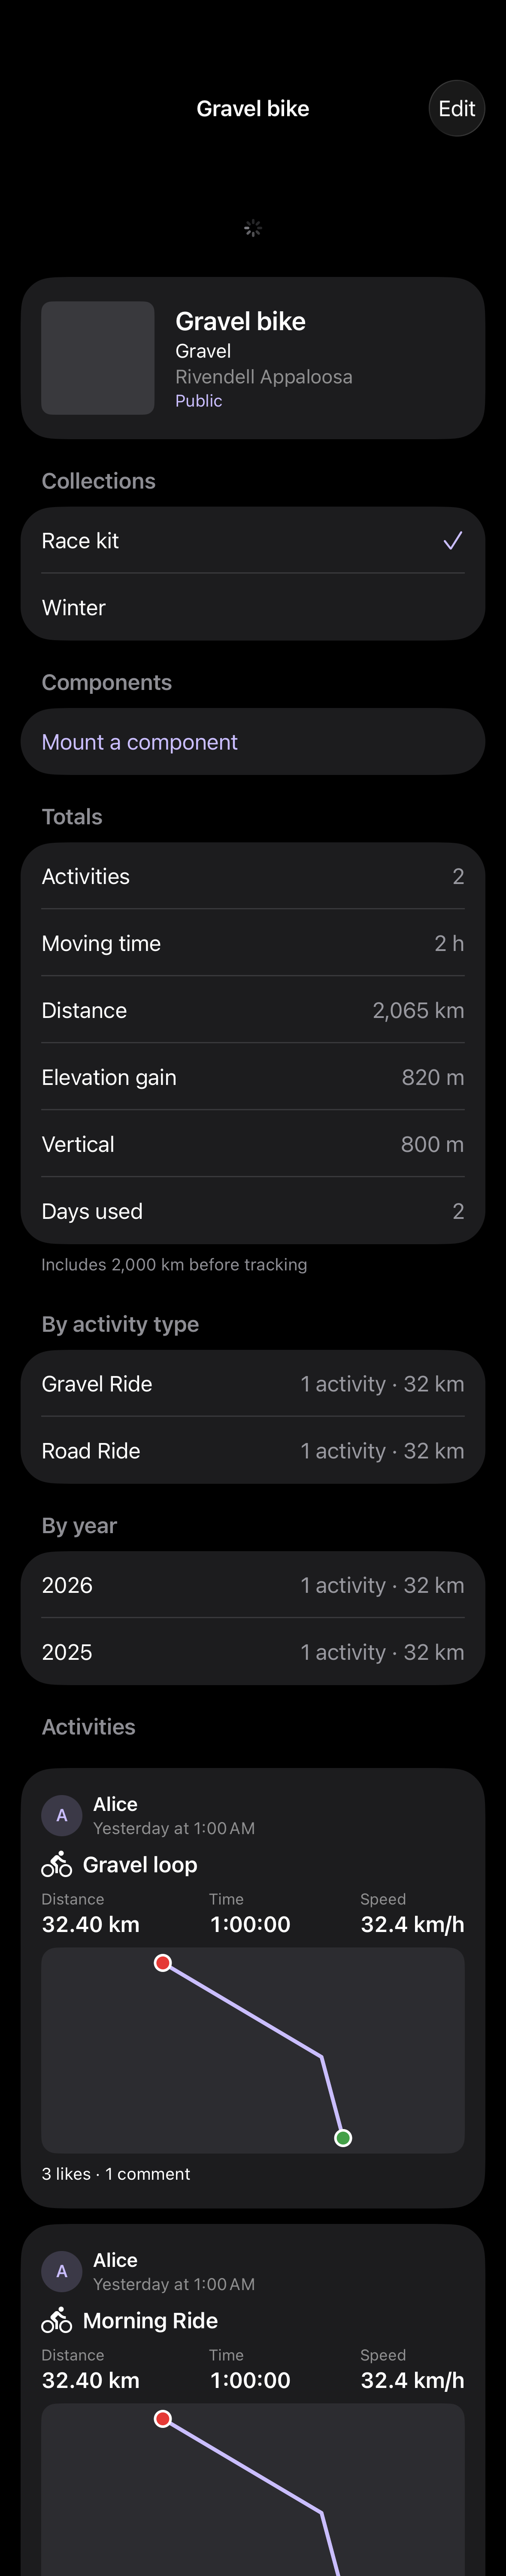 Gravel bike
Edit
Gravel bike
Gravel
Rivendell Appaloosa
Public
Collections
Race kit
Winter
Components
Mount a component
Totals
Activities 2
Moving time 2 h
Distance 2,065 km
Elevation gain 820 m
Vertical 800 m
Days used 2
Includes 2,000 km before tracking
By activity type
Gravel Ride 1 activity · 32 km
Road Ride 1 activity · 32 km
By year
2026 1 activity · 32 km
2025 1 activity · 32 km
Activities
A
Alice
Yesterday at 1:00 AM
Gravel loop
Distance Time Speed
32.40 km 1:00:00 32.4 km/h
3 likes · 1 comment
A
Alice
Yesterday at 1:00 AM
Morning Ride
Distance Time Speed
32.40 km 1:00:00 32.4 km/h